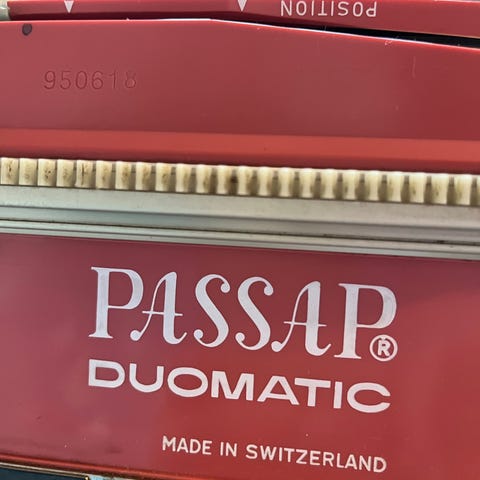 POSITION
950618
PASSAP®
DUOMATIC
MADE IN SWITZERLAND